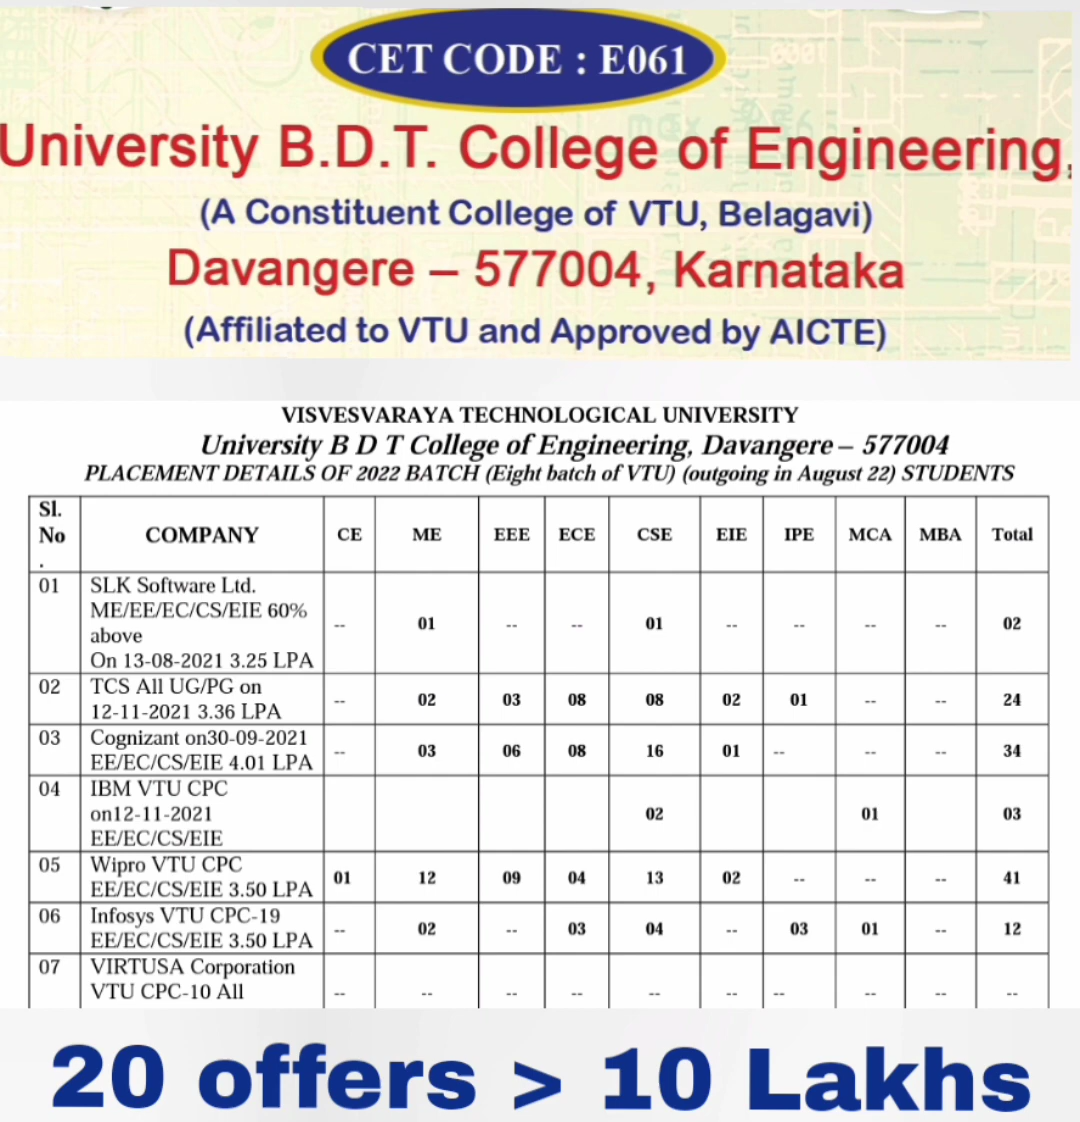 CET CODE : E061
University B.D.T. College of Engineering,
(A Constituent College of VTU, Belagavi)
Davangere – 577004, Karnataka
(Affiliated to VTU and Approved by AICTE)
VISVESVARAYA TECHNOLOGICAL UNIVERSITY
University B D T College of Engineering, Davangere – 577004
PLACEMENT DETAILS OF 2022 BATCH (Eight batch of VTU) (outgoing in August 22) STUDENTS
Sl.
No COMPANY CE ME EEE ECE CSE EIE IPE MCA MBA Total
.
01 SLK Software Ltd.
ME/EE/EC/CS/EIE 60%
above -- 01 -- -- 01 -- -- -- -- 02
On 13-08-2021 3.25 LPA
02 TCS All UG/PG on
12-11-2021 3.36 LPA -- 02 03 08 08 02 01 -- -- 24
03 Cognizant on30-09-2021
EE/EC/CS/EIE 4.01 LPA -- 03 06 08 16 01 -- -- -- 34
04 IBM VTU CPC
on12-11-2021 02 01 03
EE/EC/CS/EIE
05 Wipro VTU CPC
EE/EC/CS/EIE 3.50 LPA 01 12 09 04 13 02 -- -- -- 41
06 Infosys VTU CPC-19
EE/EC/CS/EIE 3.50 LPA -- 02 -- 03 04 -- 03 01 -- 12
07 VIRTUSA Corporation
VTU CPC-10 All -- -- -- -- -- -- -- -- -- --
20 offers > 10 Lakhs